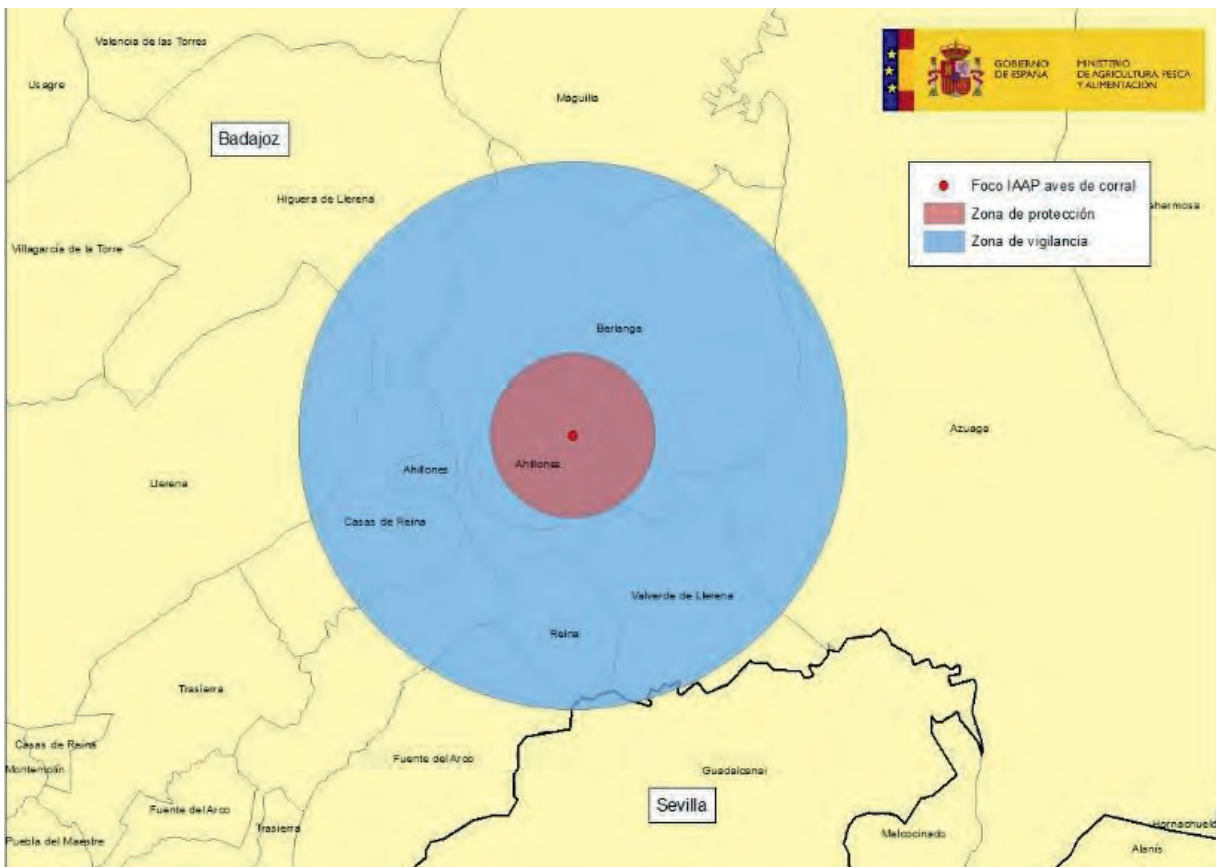 Valencia de las Torres
Usagre
Maguilla
GOBIERNO
DE ESPAÑA
MINISTERIO
DE AGRICULTURA, PESCA
Y ALIMENTACIÓN
Badajoz
Foco IAAP aves de corral
Zona de protección
Zona de vigilancia
ahermosa
Higuera de Llerena
Villagarcía de la Torre
Berlanga
Azuaga
Ahillones
Ahillones
Llerena
Casas de Reina
Valverde de Llerena
Reina
Trasierra
Casas de Reina
Montemolín
Fuente del Arco
Guadalcanal
Fuente del Arco
Sevilla
Trasierra
Puebla del Maestre
Malcocinado
Hornachuelo
Alanís